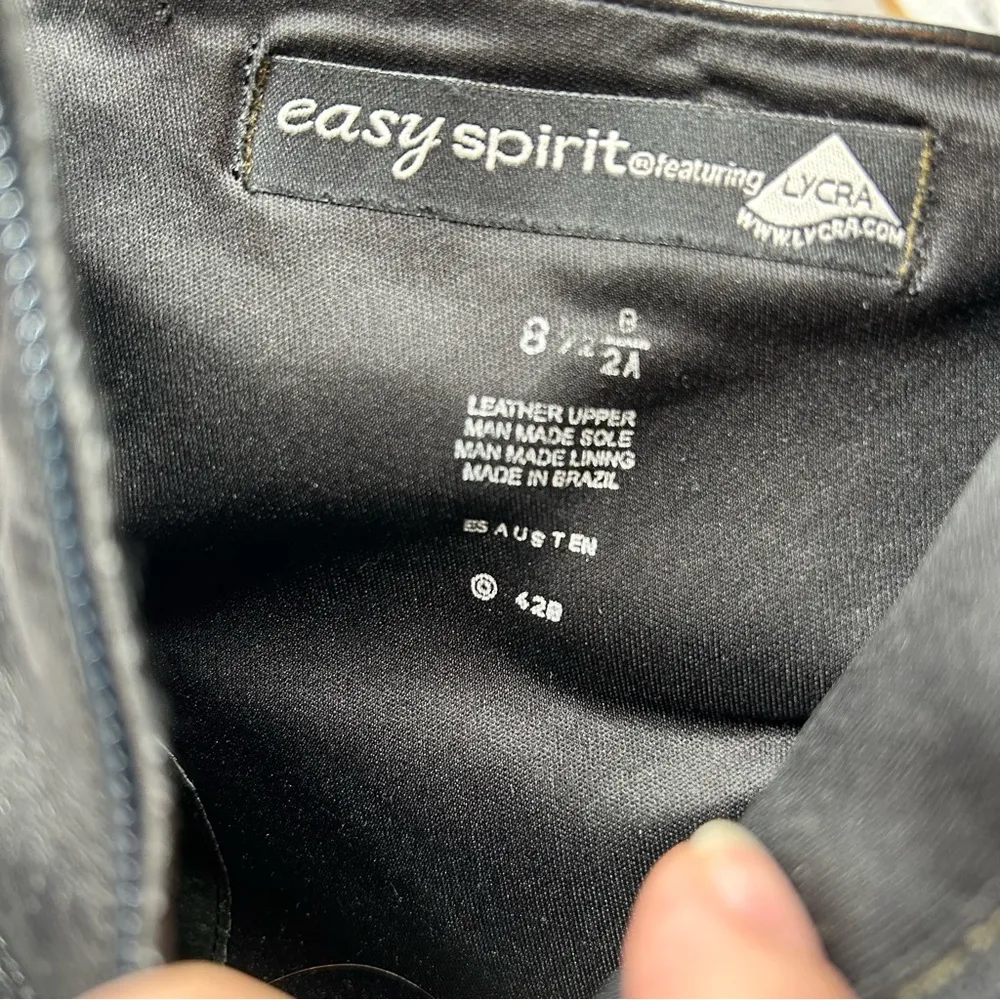 easy spirit® featuring LYCRA
WWW.LYCRA.COM
8 1/2 B/2A
LEATHER UPPER
MAN MADE SOLE
MAN MADE LINING
MADE IN BRAZIL
ES AUSTEN
Ⓢ 428